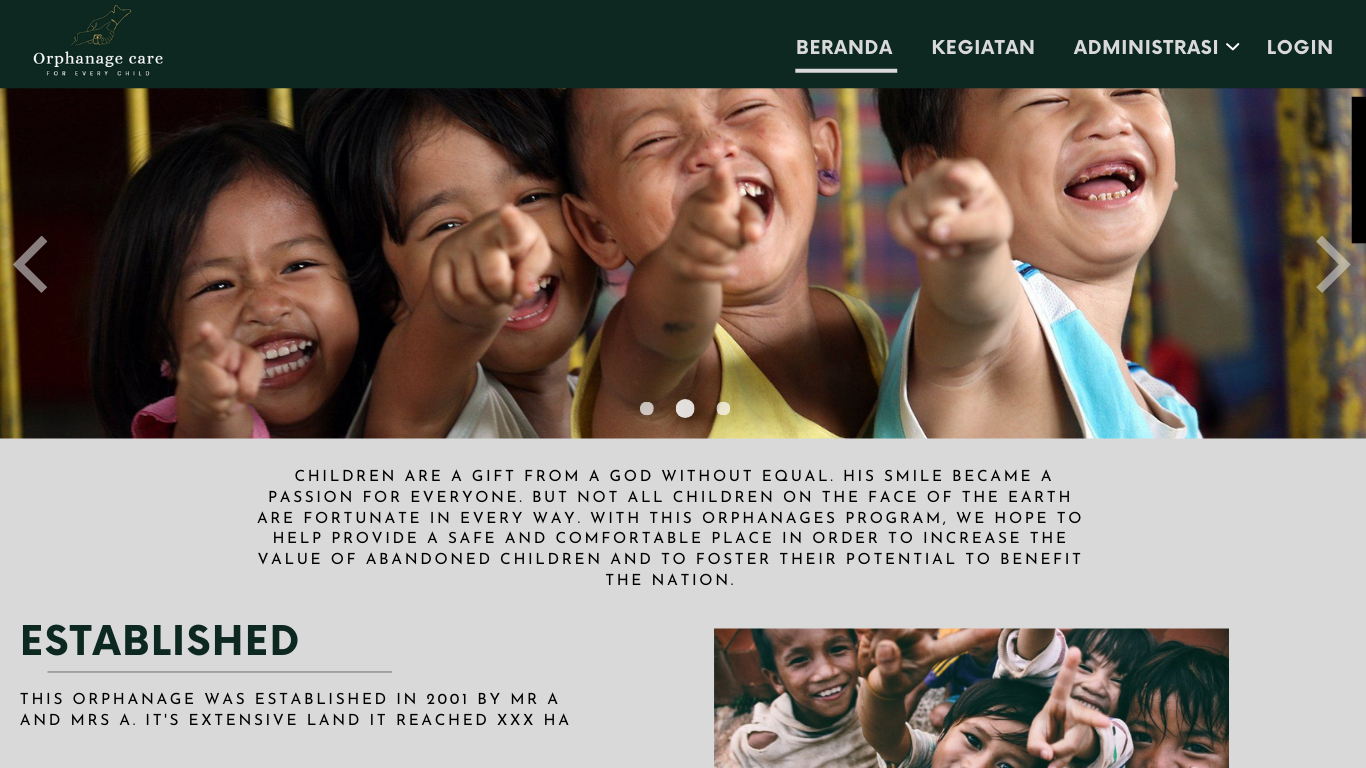 Orphanage care
FOR EVERY CHILD
BERANDA KEGIATAN ADMINISTRASI LOGIN
CHILDREN ARE A GIFT FROM A GOD WITHOUT EQUAL. HIS SMILE BECAME A
PASSION FOR EVERYONE. BUT NOT ALL CHILDREN ON THE FACE OF THE EARTH
ARE FORTUNATE IN EVERY WAY. WITH THIS ORPHANAGES PROGRAM, WE HOPE TO
HELP PROVIDE A SAFE AND COMFORTABLE PLACE IN ORDER TO INCREASE THE
VALUE OF ABANDONED CHILDREN AND TO FOSTER THEIR POTENTIAL TO BENEFIT
THE NATION.
ESTABLISHED
THIS ORPHANAGE WAS ESTABLISHED IN 2001 BY MR A
AND MRS A. IT'S EXTENSIVE LAND IT REACHED XXX HA